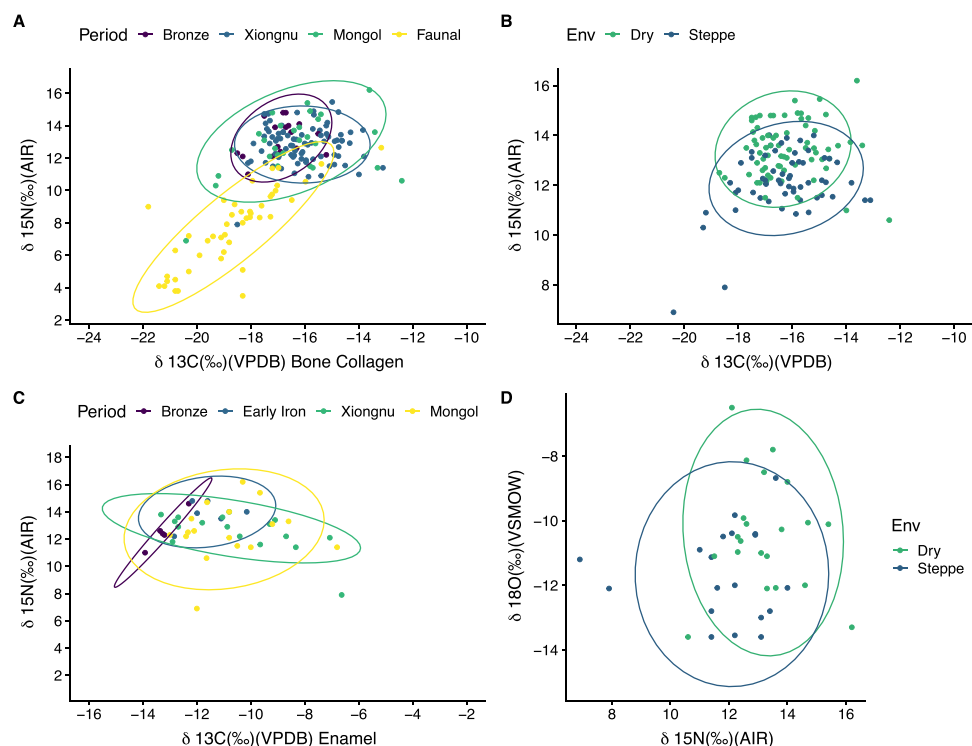 A
Period Bronze Xiongnu Mongol Faunal
16
14
12
10
8
6
4
2
δ 15N(‰)(AIR)
−24 −22 −20 −18 −16 −14 −12 −10
δ 13C(‰)(VPDB) Bone Collagen
B
Env Dry Steppe
16
14
12
10
8
δ 15N(‰)(AIR)
−24 −22 −20 −18 −16 −14 −12 −10
δ 13C(‰)(VPDB)
C
Period Bronze Early Iron Xiongnu Mongol
18
16
14
12
10
8
6
4
2
δ 15N(‰)(AIR)
−16 −14 −12 −10 −8 −6 −4 −2
δ 13C(‰)(VPDB) Enamel
D
−8
−10
−12
−14
δ 18O(‰)(VSMOW)
8 10 12 14 16
δ 15N(‰)(AIR)
Env
Dry
Steppe